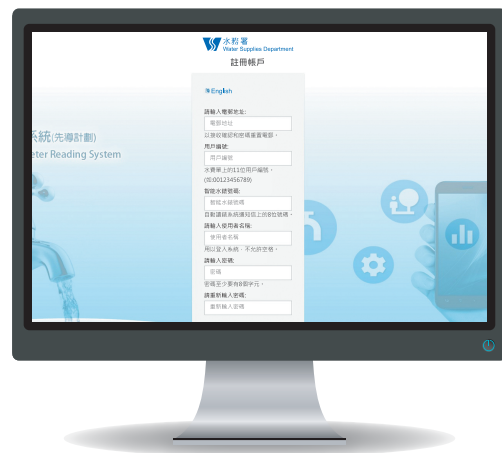 水務署
Water Supplies Department
註冊帳戶
English
請輸入電郵地址:
電郵地址
以接收確認和密碼重置電郵。
用戶編號:
用戶編號
水費單上的11位用戶編號。
(如:00123456789)
智能水錶號碼:
智能水錶號碼
自動讀錶系統通知信上的8位號碼。
請輸入使用者名稱:
使用者名稱
用以登入系統,不允許空格。
請輸入密碼:
密碼
密碼至少要有8個字元。
請重新輸入密碼:
重新輸入密碼
系統(先導計劃)
eter Reading System